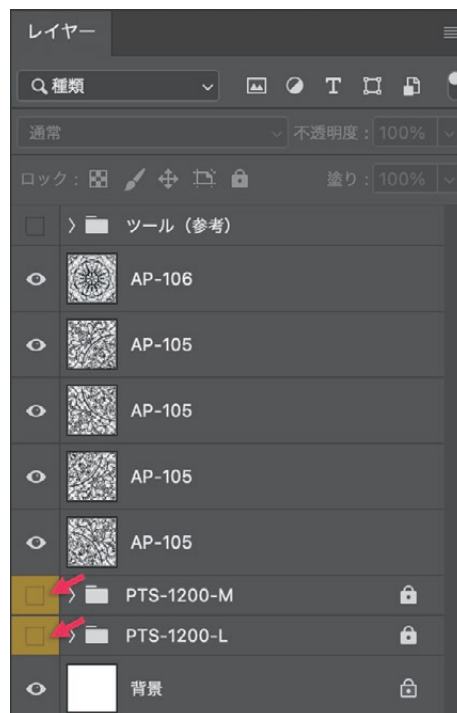 レイヤー
種類
通常 不透明度：100%
ロック： 塗り：100%
ツール（参考）
AP-106
AP-105
AP-105
AP-105
AP-105
PTS-1200-M
PTS-1200-L
背景